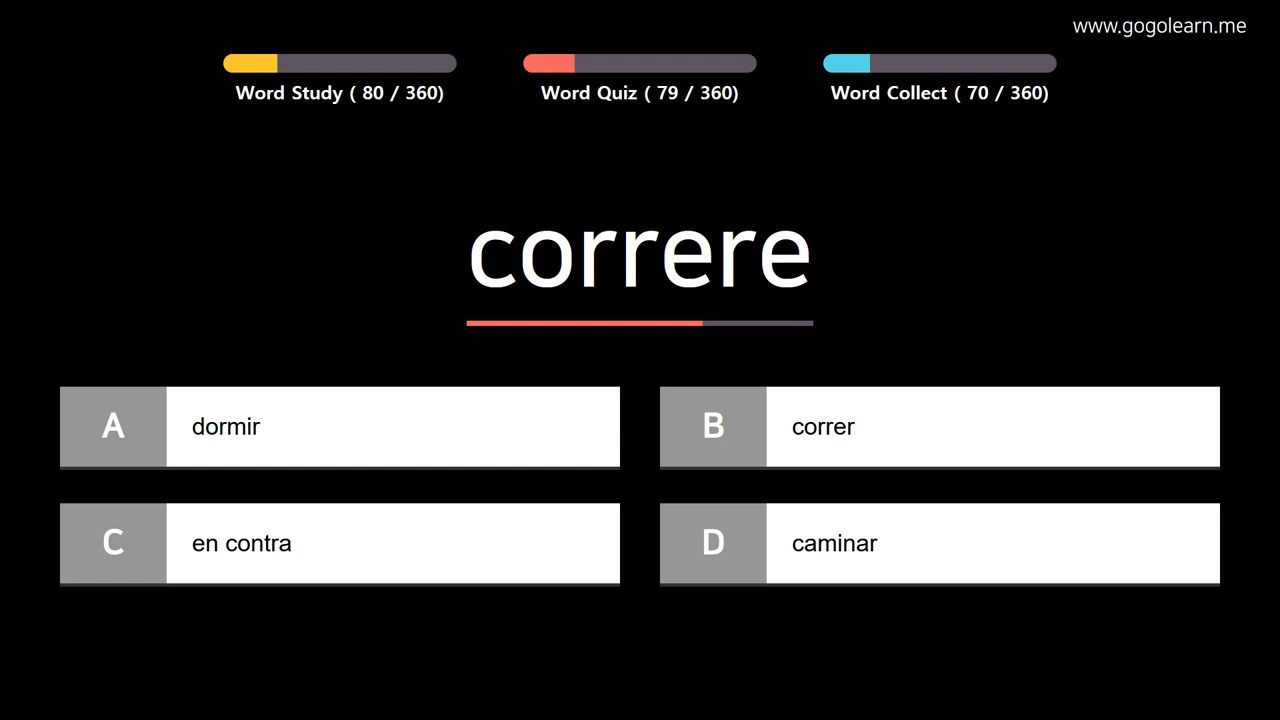 www.gogolearn.me
Word Study ( 80 / 360)
Word Quiz ( 79 / 360)
Word Collect ( 70 / 360)
correre
A dormir
B correr
C en contra
D caminar